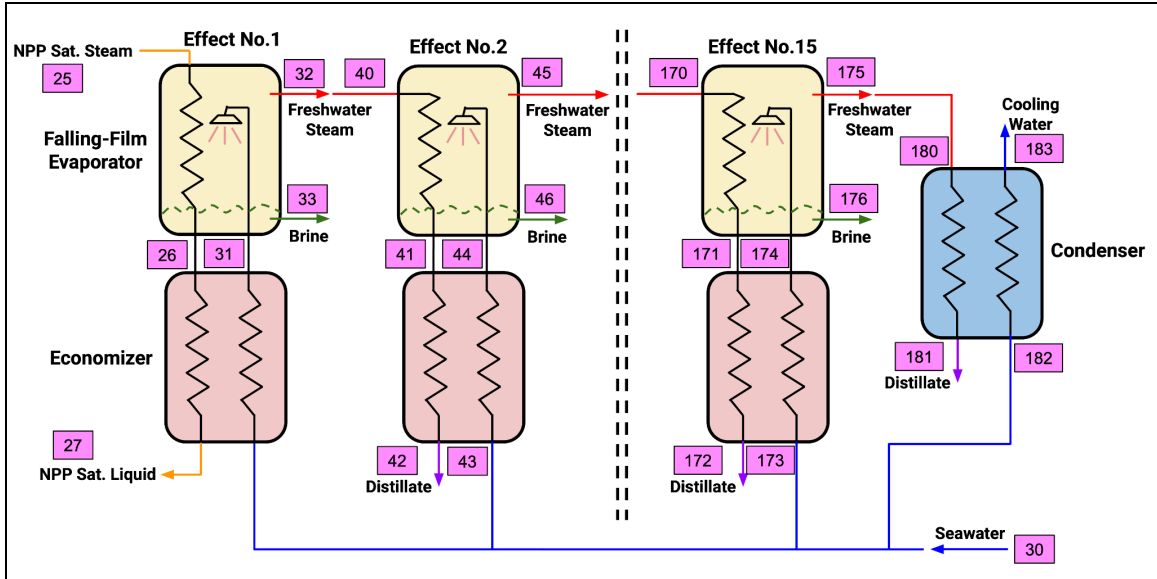 Effect No.1
Effect No.2
Effect No.15
NPP Sat. Steam
25
32
40
45
170
175
Freshwater
Steam
Freshwater
Steam
Freshwater
Steam
Cooling
Water
Falling-Film
Evaporator
180
183
33
46
176
Brine
Brine
Brine
26
31
41
44
171
174
Condenser
Economizer
181
182
Distillate
27
42
43
172
173
NPP Sat. Liquid
Distillate
Distillate
Seawater
30